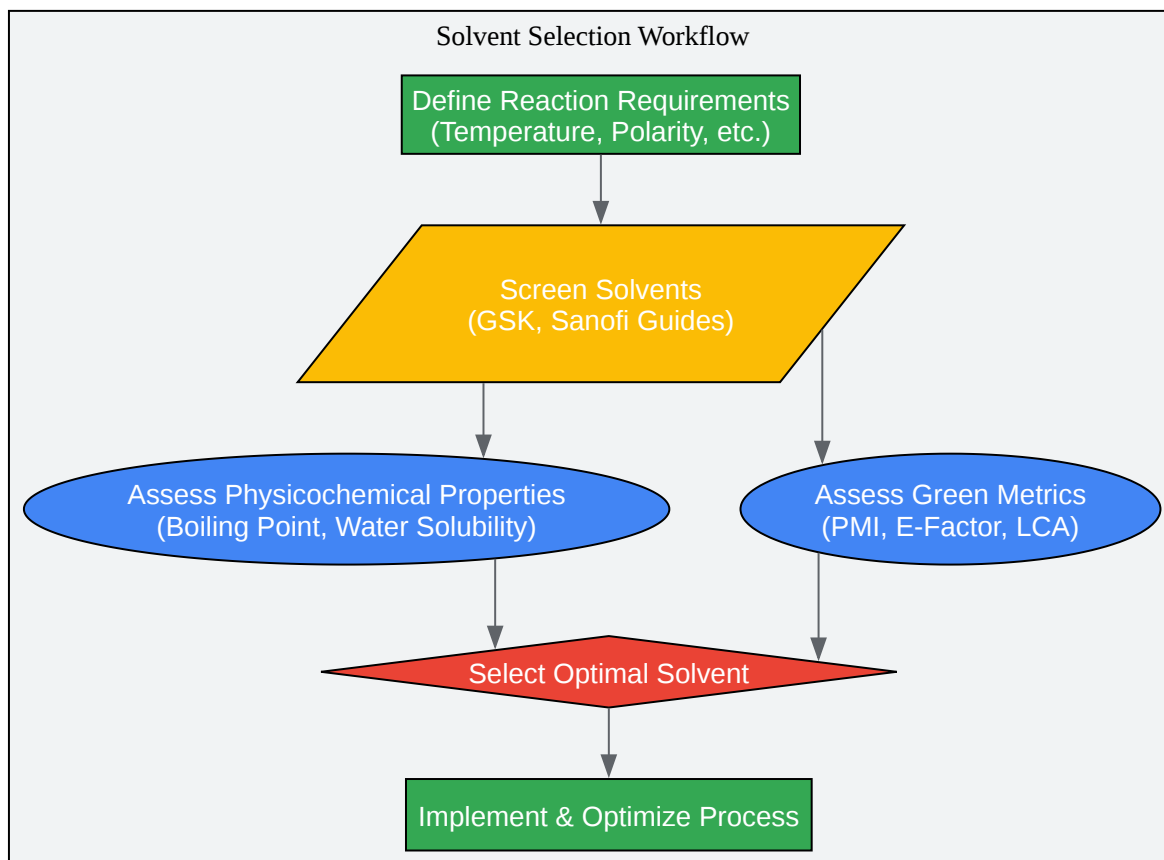 Solvent Selection Workflow
Define Reaction Requirements
(Temperature, Polarity, etc.)
Screen Solvents
(GSK, Sanofi Guides)
Assess Physicochemical Properties
(Boiling Point, Water Solubility)
Assess Green Metrics
(PMI, E-Factor, LCA)
Select Optimal Solvent
Implement & Optimize Process